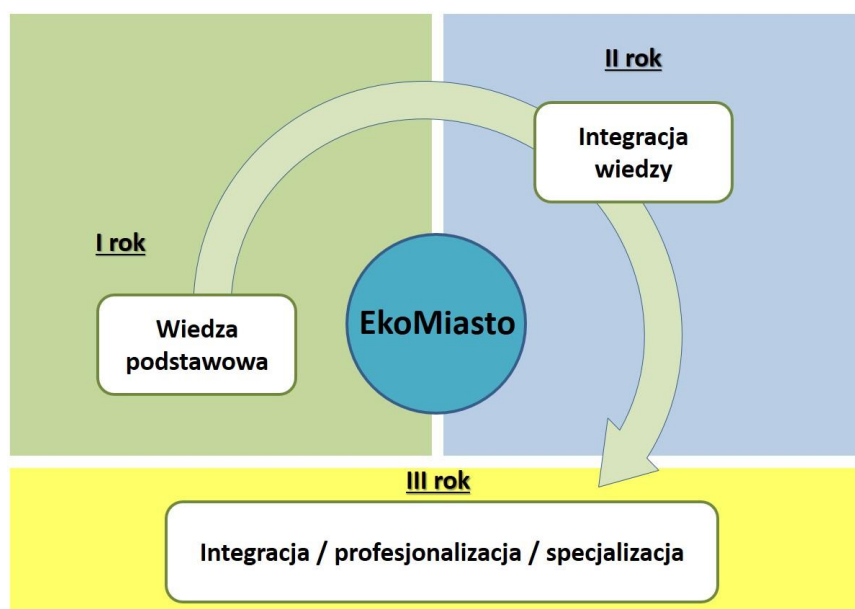 I rok
Wiedza
podstawowa
II rok
Integracja
wiedzy
EkoMiasto
III rok
Integracja / profesjonalizacja / specjalizacja